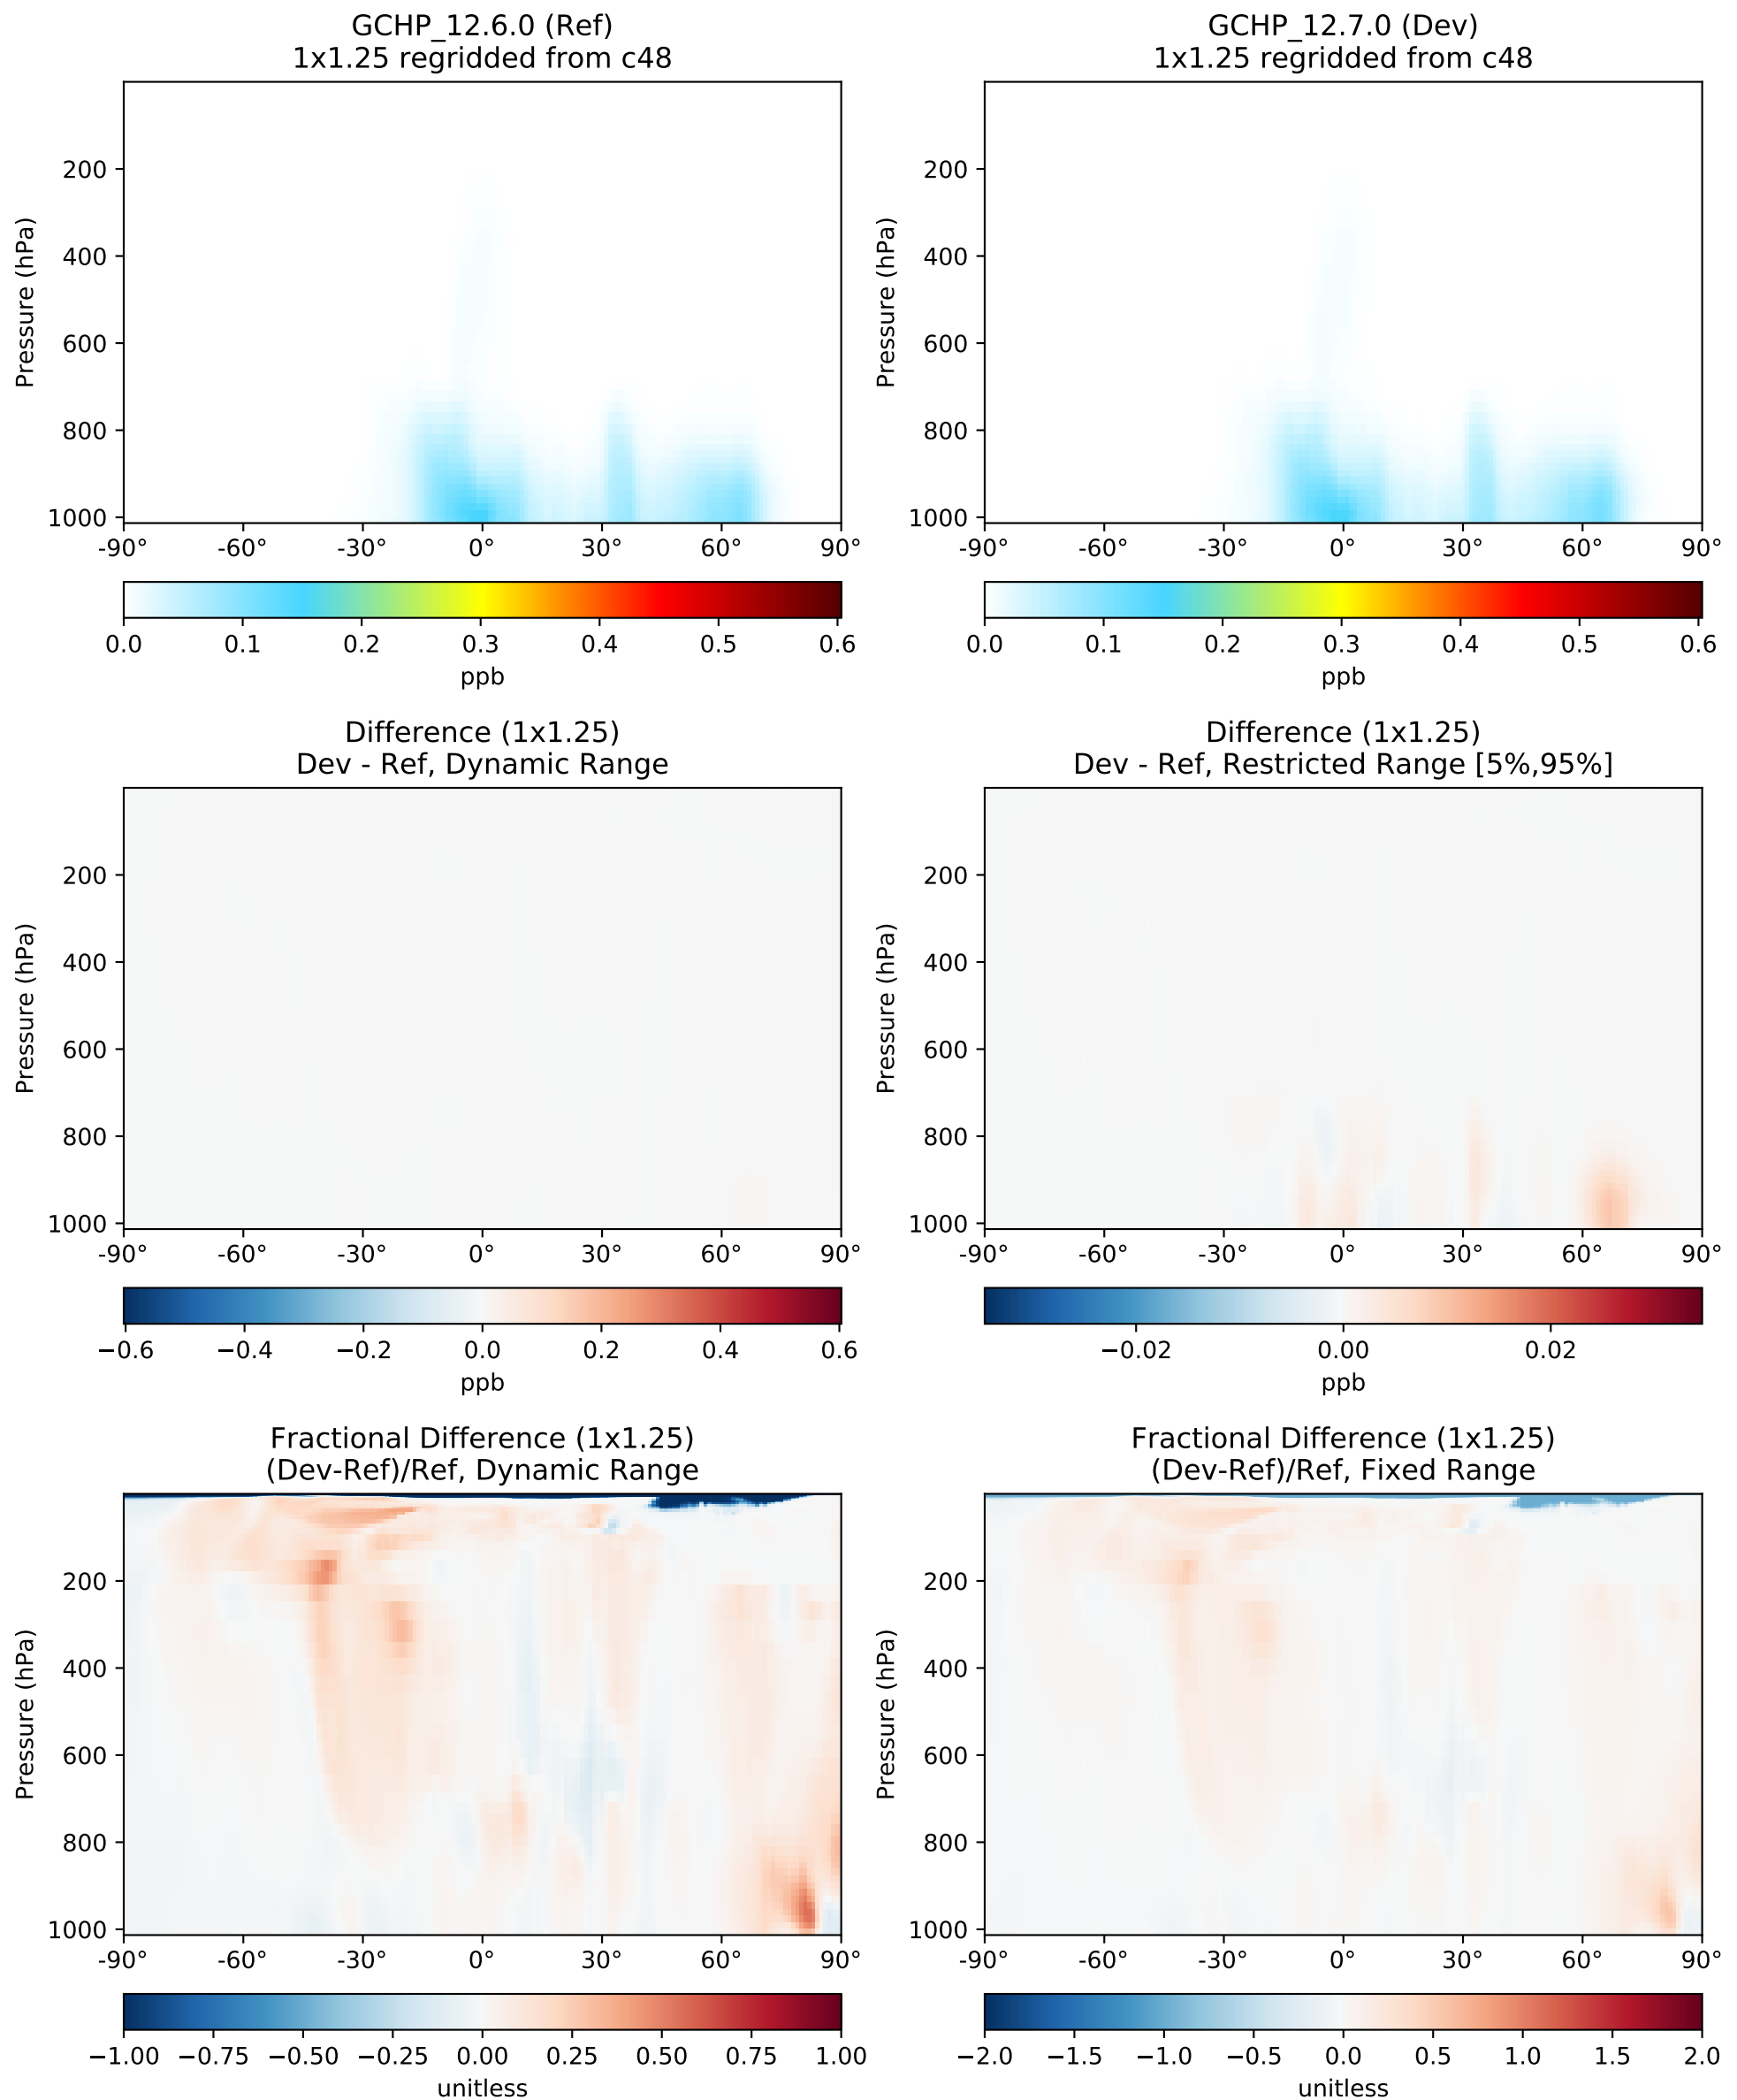 GCHP_12.6.0 (Ref)
1x1.25 regridded from c48
Pressure (hPa)
200
400
600
800
1000
-90° -60° -30° 0° 30° 60° 90°
0.0 0.1 0.2 0.3 0.4 0.5 0.6
ppb
GCHP_12.7.0 (Dev)
1x1.25 regridded from c48
Pressure (hPa)
200
400
600
800
1000
-90° -60° -30° 0° 30° 60° 90°
0.0 0.1 0.2 0.3 0.4 0.5 0.6
ppb
Difference (1x1.25)
Dev - Ref, Dynamic Range
Pressure (hPa)
200
400
600
800
1000
-90° -60° -30° 0° 30° 60° 90°
−0.6 −0.4 −0.2 0.0 0.2 0.4 0.6
ppb
Difference (1x1.25)
Dev - Ref, Restricted Range [5%,95%]
Pressure (hPa)
200
400
600
800
1000
-90° -60° -30° 0° 30° 60° 90°
−0.02 0.00 0.02
ppb
Fractional Difference (1x1.25)
(Dev-Ref)/Ref, Dynamic Range
Pressure (hPa)
200
400
600
800
1000
-90° -60° -30° 0° 30° 60° 90°
−1.00 −0.75 −0.50 −0.25 0.00 0.25 0.50 0.75 1.00
unitless
Fractional Difference (1x1.25)
(Dev-Ref)/Ref, Fixed Range
Pressure (hPa)
200
400
600
800
1000
-90° -60° -30° 0° 30° 60° 90°
−2.0 −1.5 −1.0 −0.5 0.0 0.5 1.0 1.5 2.0
unitless